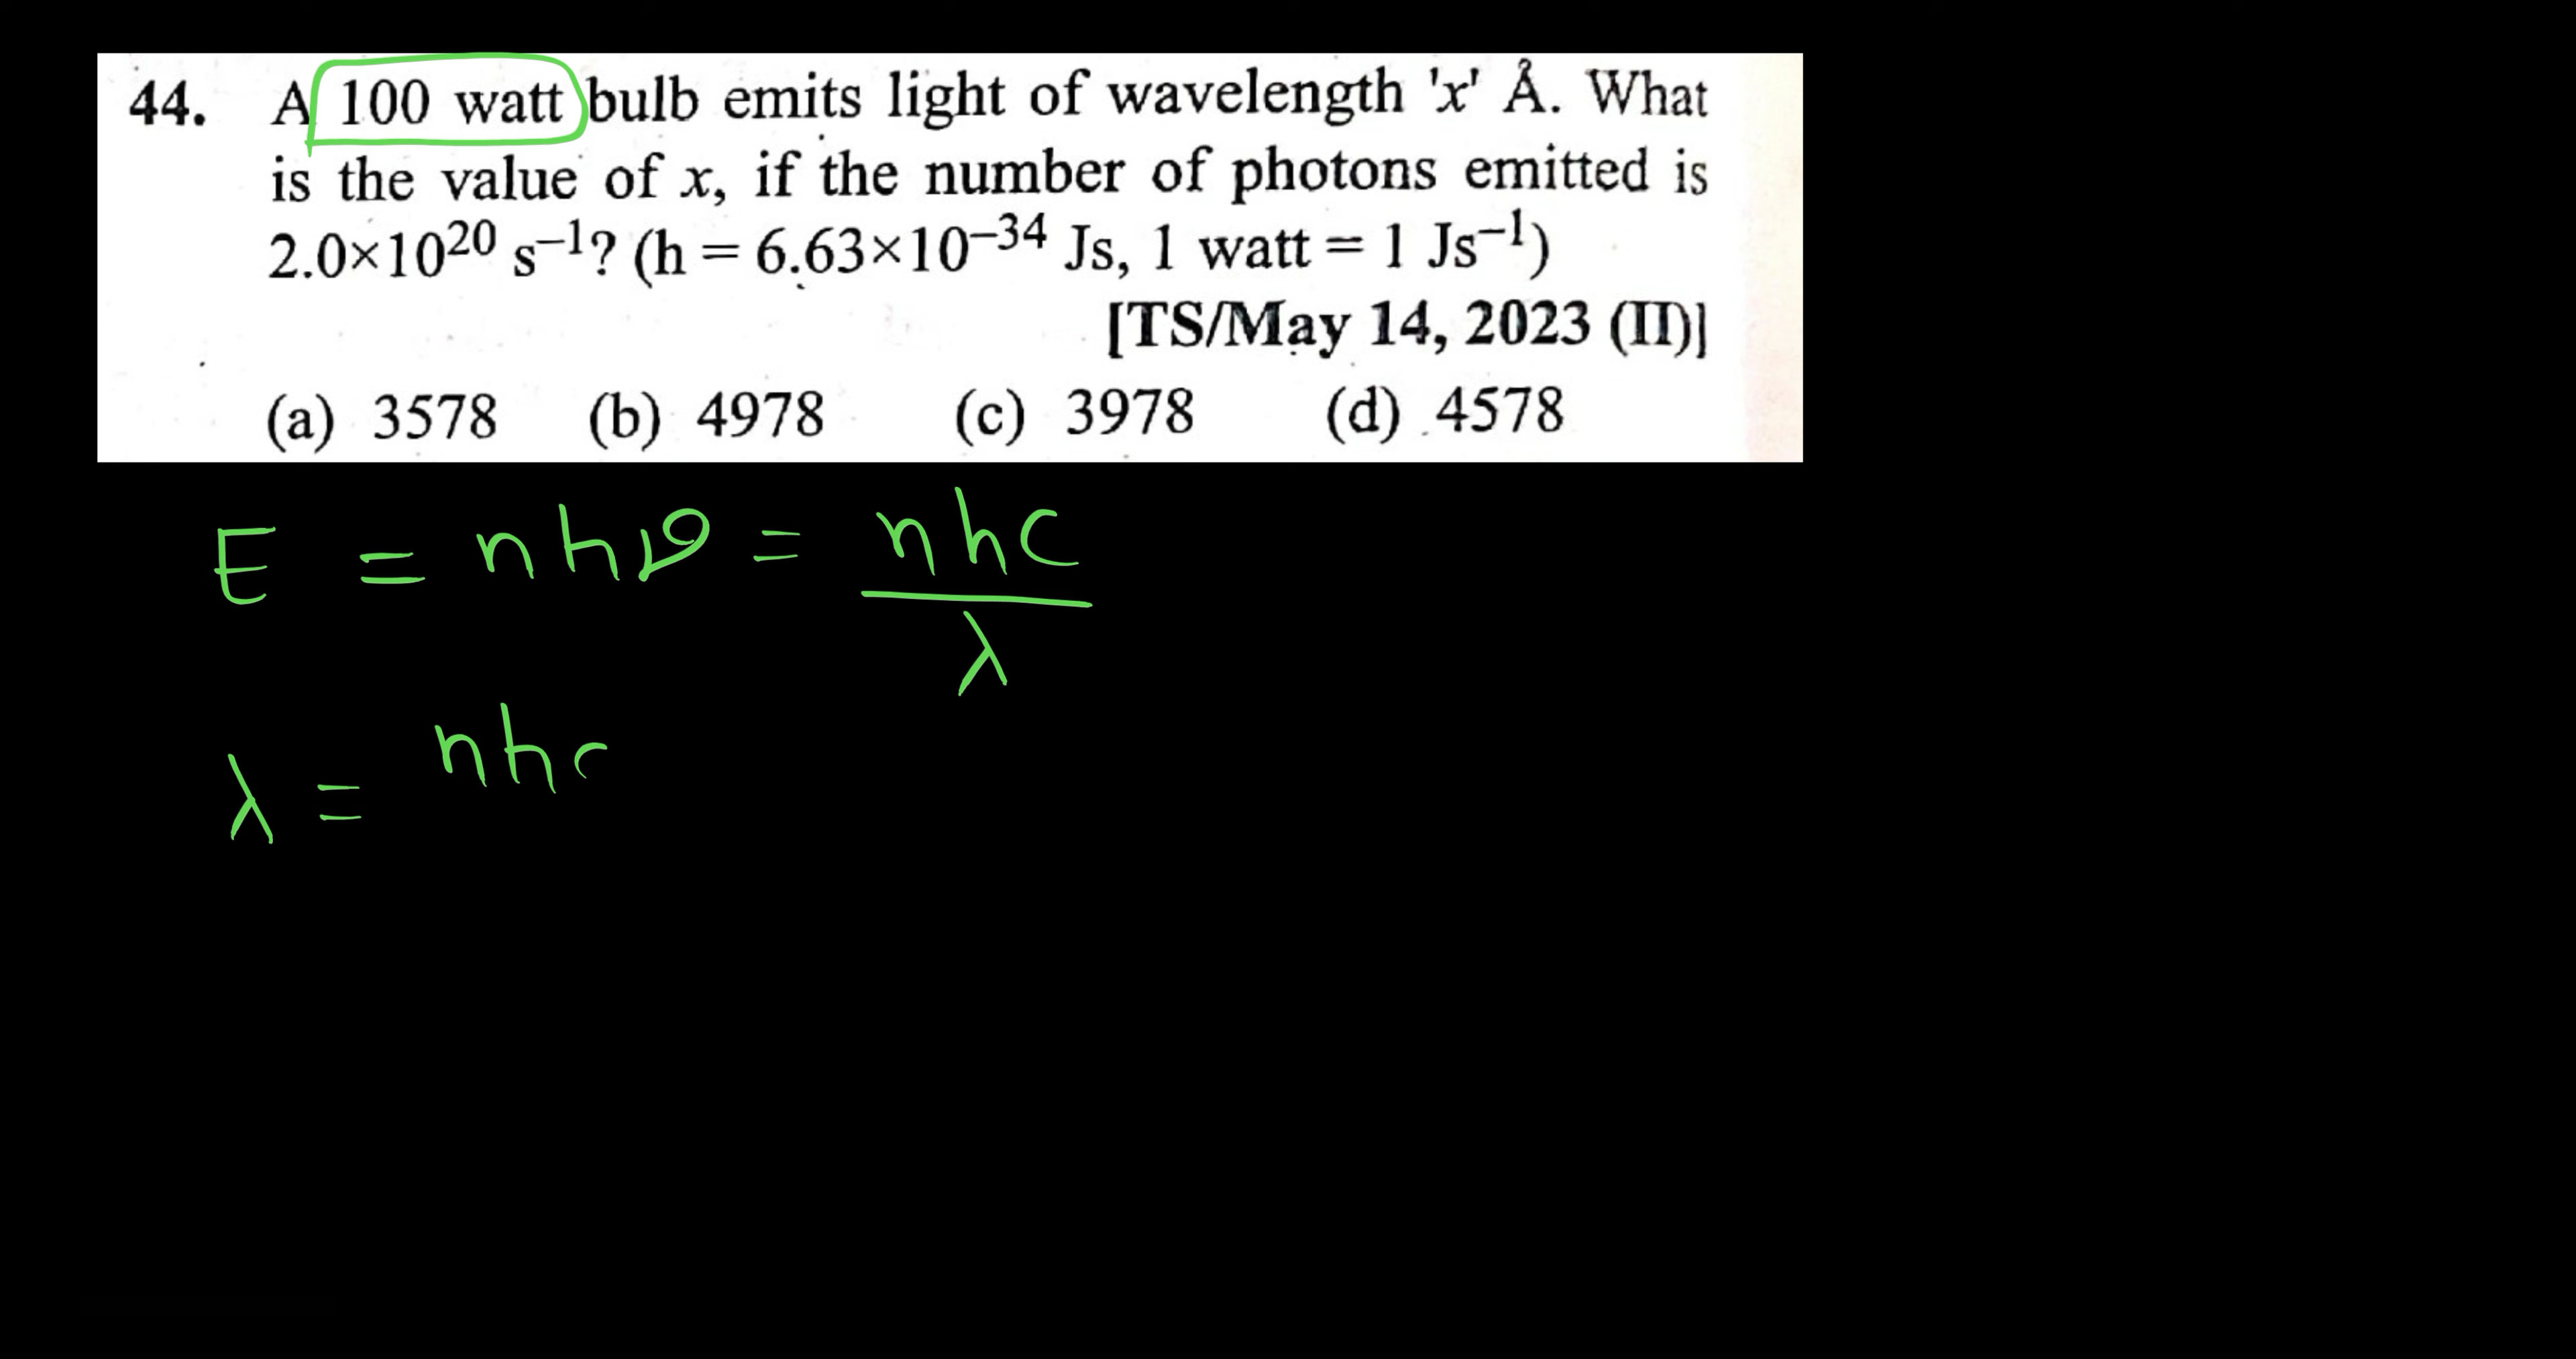 44. A 100 watt bulb emits light of wavelength 'x' Å. What
is the value of x, if the number of photons emitted is
2.0×10²⁰ s⁻¹? (h = 6.63×10⁻³⁴ Js, 1 watt = 1 Js⁻¹)
[TS/May 14, 2023 (II)]
(a) 3578 (b) 4978 (c) 3978 (d) 4578
E = nhν = nhc
λ
λ = nhc